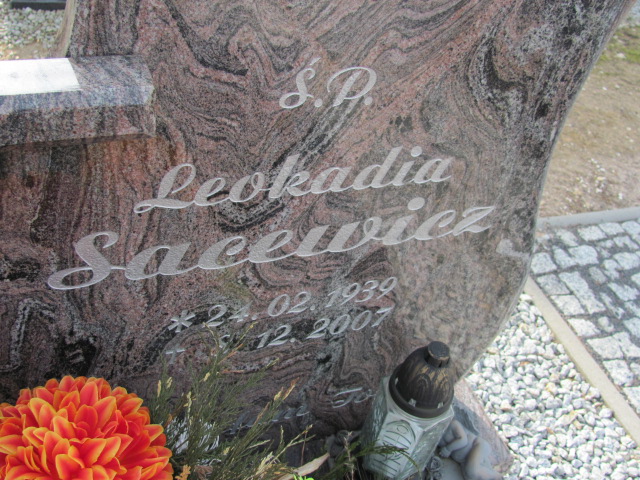 Ś.P.
Leokadia
Sacewicz
* 24.02.1939
12.2007